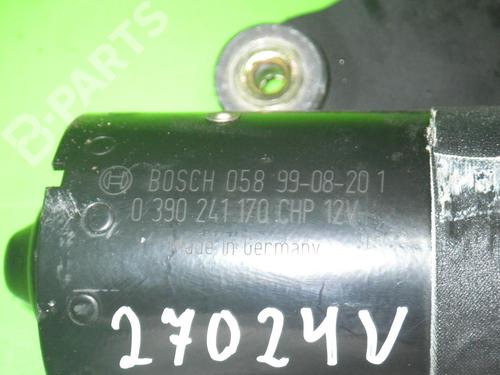 B-PARTS
BOSCH 058 99-08-20 1
0 390 241 170 CHP 12V
Made in Germany
27024V